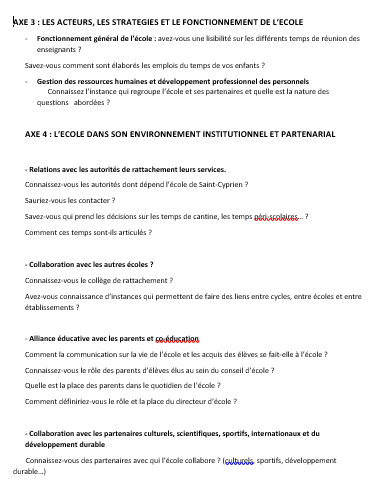 AXE 3 : LES ACTEURS, LES STRATEGIES ET LE FONCTIONNEMENT DE L'ECOLE
- Fonctionnement général de l'école : avez-vous une lisibilité sur les différents temps de réunion des
enseignants ?
Savez-vous comment sont élaborés les emplois du temps de vos enfants ?
- Gestion des ressources humaines et développement professionnel des personnels
Connaissez l'instance qui regroupe l'école et ses partenaires et quelle est la nature des
questions abordées ?
AXE 4 : L'ECOLE DANS SON ENVIRONNEMENT INSTITUTIONNEL ET PARTENARIAL
- Relations avec les autorités de rattachement leurs services.
Connaissez-vous les autorités dont dépend l'école de Saint-Cyprien ?
Sauriez-vous les contacter ?
Savez-vous qui prend les décisions sur les temps de cantine, les temps péri-scolaires... ?
Comment ces temps sont-ils articulés ?
- Collaboration avec les autres écoles ?
Connaissez-vous le collège de rattachement ?
Avez-vous connaissance d'instances qui permettent de faire des liens entre cycles, entre écoles et entre
établissements ?
- Alliance éducative avec les parents et co-éducation
Comment la communication sur la vie de l'école et les acquis des élèves se fait-elle à l'école ?
Connaissez-vous le rôle des parents d'élèves élus au sein du conseil d'école ?
Quelle est la place des parents dans le quotidien de l'école ?
Comment définiriez-vous le rôle et la place du directeur d'école ?
- Collaboration avec les partenaires culturels, scientifiques, sportifs, internationaux et du
développement durable
Connaissez-vous des partenaires avec qui l'école collabore ? (culturels, sportifs, développement
durable...)